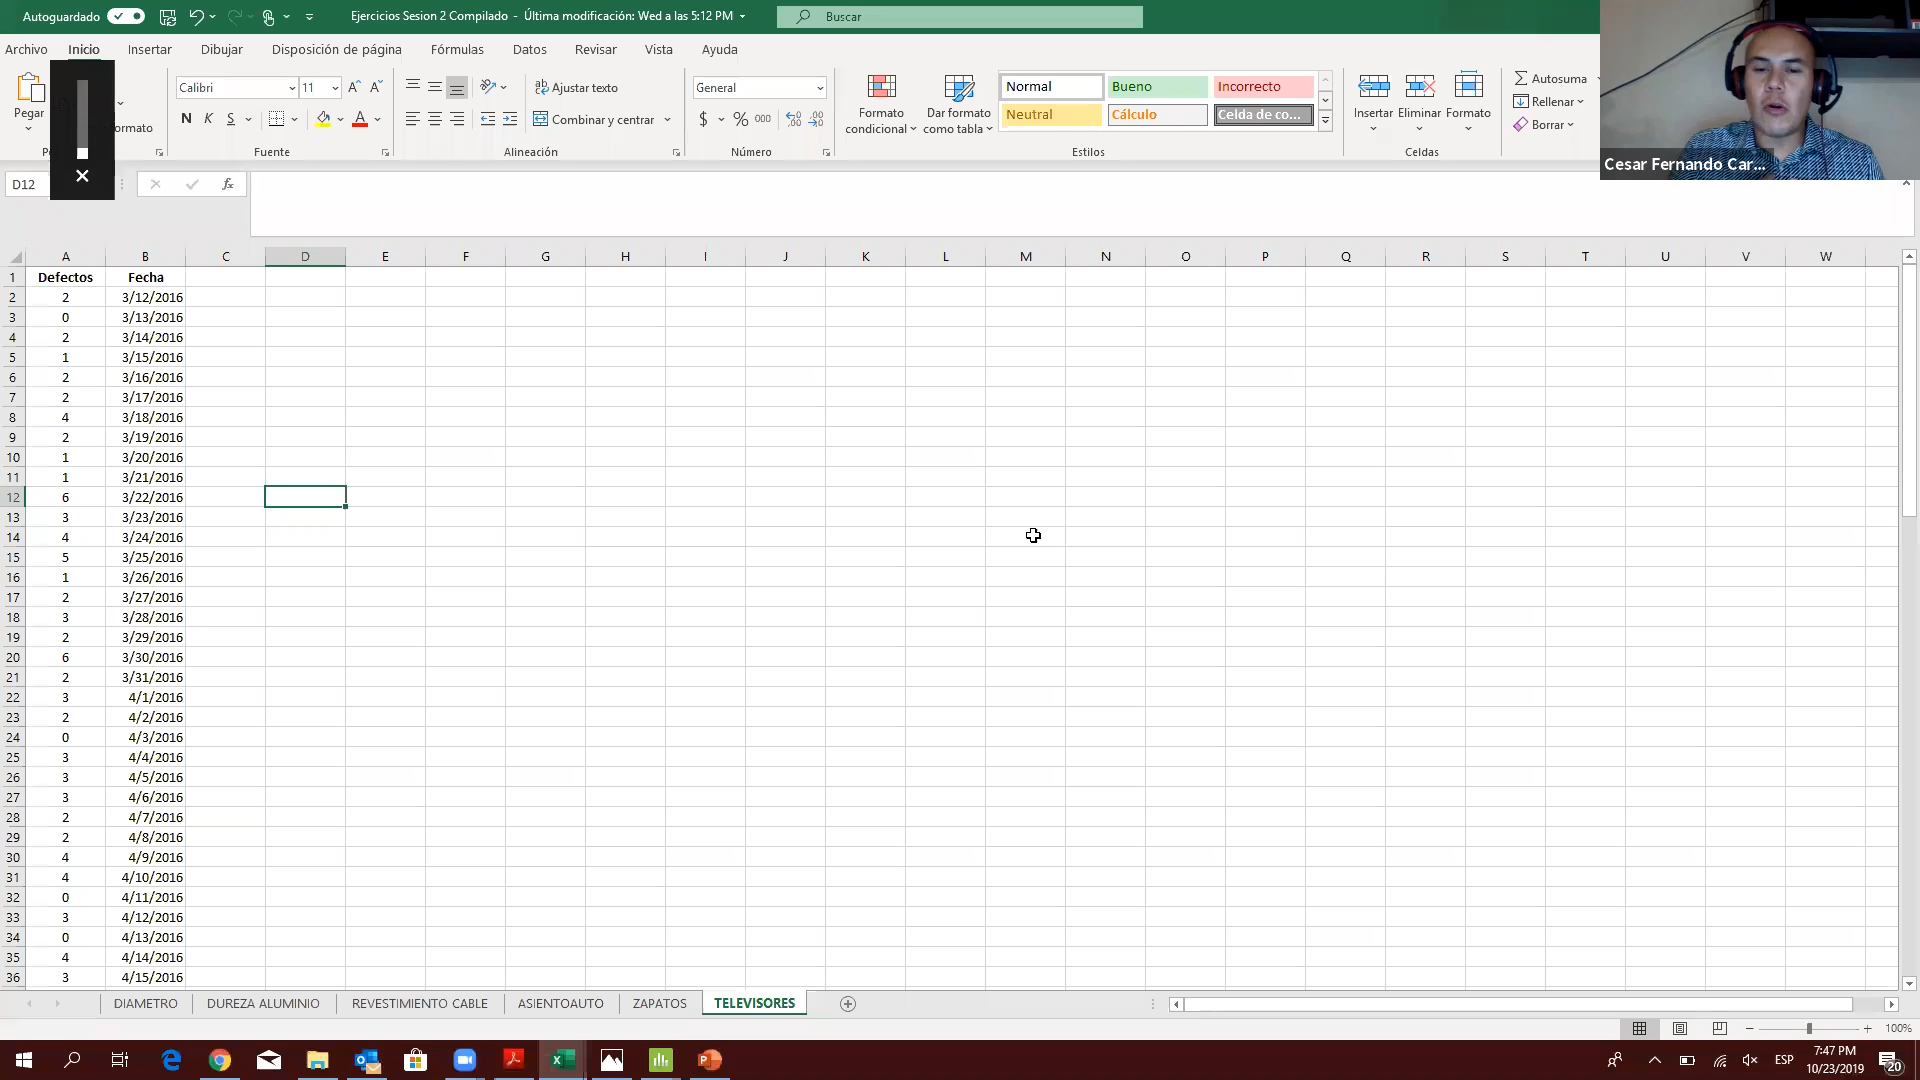 Autoguardado
Ejercicios Sesion 2 Compilado - Última modificación: Wed a las 5:12 PM
Buscar
Archivo Inicio Insertar Dibujar Disposición de página Fórmulas Datos Revisar Vista Ayuda
Pegar
Calibri 11
N K S
Fuente
Ajustar texto
Combinar y centrar
Alineación
General
$ % 000
Número
Formato condicional
Dar formato como tabla
Normal Bueno Incorrecto
Neutral Cálculo Celda de co...
Estilos
Insertar Eliminar Formato
Celdas
Autosuma
Rellenar
Borrar
Cesar Fernando Car...
D12
fx
A B C D E F G H I J K L M N O P Q R S T U V W
1 Defectos Fecha
2 2 3/12/2016
3 0 3/13/2016
4 2 3/14/2016
5 1 3/15/2016
6 2 3/16/2016
7 2 3/17/2016
8 4 3/18/2016
9 2 3/19/2016
10 1 3/20/2016
11 1 3/21/2016
12 6 3/22/2016
13 3 3/23/2016
14 4 3/24/2016
15 5 3/25/2016
16 1 3/26/2016
17 2 3/27/2016
18 3 3/28/2016
19 2 3/29/2016
20 6 3/30/2016
21 2 3/31/2016
22 3 4/1/2016
23 2 4/2/2016
24 0 4/3/2016
25 3 4/4/2016
26 3 4/5/2016
27 3 4/6/2016
28 2 4/7/2016
29 2 4/8/2016
30 4 4/9/2016
31 4 4/10/2016
32 0 4/11/2016
33 3 4/12/2016
34 0 4/13/2016
35 4 4/14/2016
36 3 4/15/2016
DIAMETRO DUREZA ALUMINIO REVESTIMIENTO CABLE ASIENTOAUTO ZAPATOS TELEVISORES
100%
ESP
7:47 PM
10/23/2019
20